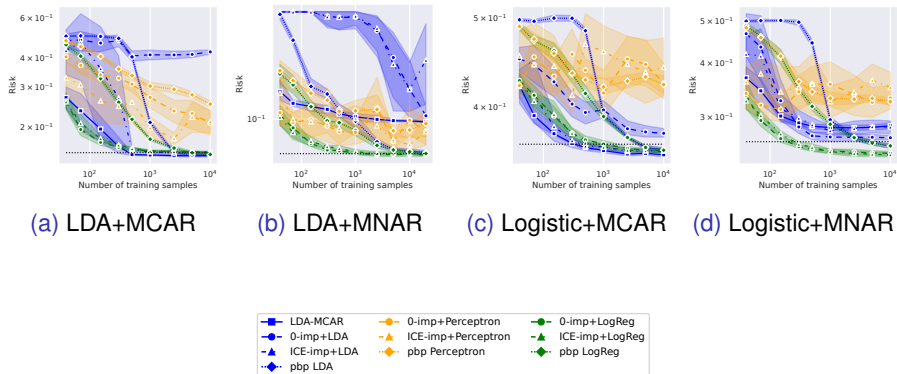 6 × 10⁻¹
4 × 10⁻¹
3 × 10⁻¹
2 × 10⁻¹
Risk
10² 10³ 10⁴
Number of training samples
10⁻¹
Risk
10² 10³ 10⁴
Number of training samples
5 × 10⁻¹
4 × 10⁻¹
Risk
10² 10³ 10⁴
Number of training samples
5 × 10⁻¹
4 × 10⁻¹
3 × 10⁻¹
Risk
10² 10³ 10⁴
Number of training samples
(a) LDA+MCAR (b) LDA+MNAR (c) Logistic+MCAR (d) Logistic+MNAR
LDA-MCAR
0-imp+LDA
ICE-imp+LDA
pbp LDA
0-imp+Perceptron
ICE-imp+Perceptron
pbp Perceptron
0-imp+LogReg
ICE-imp+LogReg
pbp LogReg